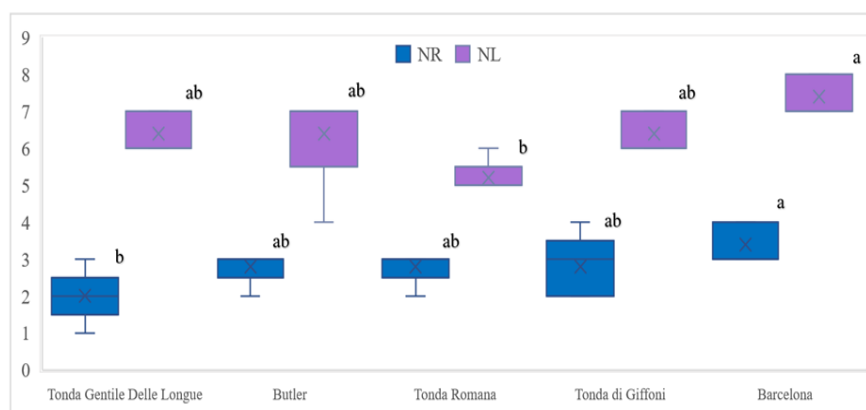 9
NR NL
8
7
6
5
4
3
2
1
0
ab
ab
b
ab
a
b
ab
ab
ab
a
Tonda Gentile Delle Longue Butler Tonda Romana Tonda di Giffoni Barcelona